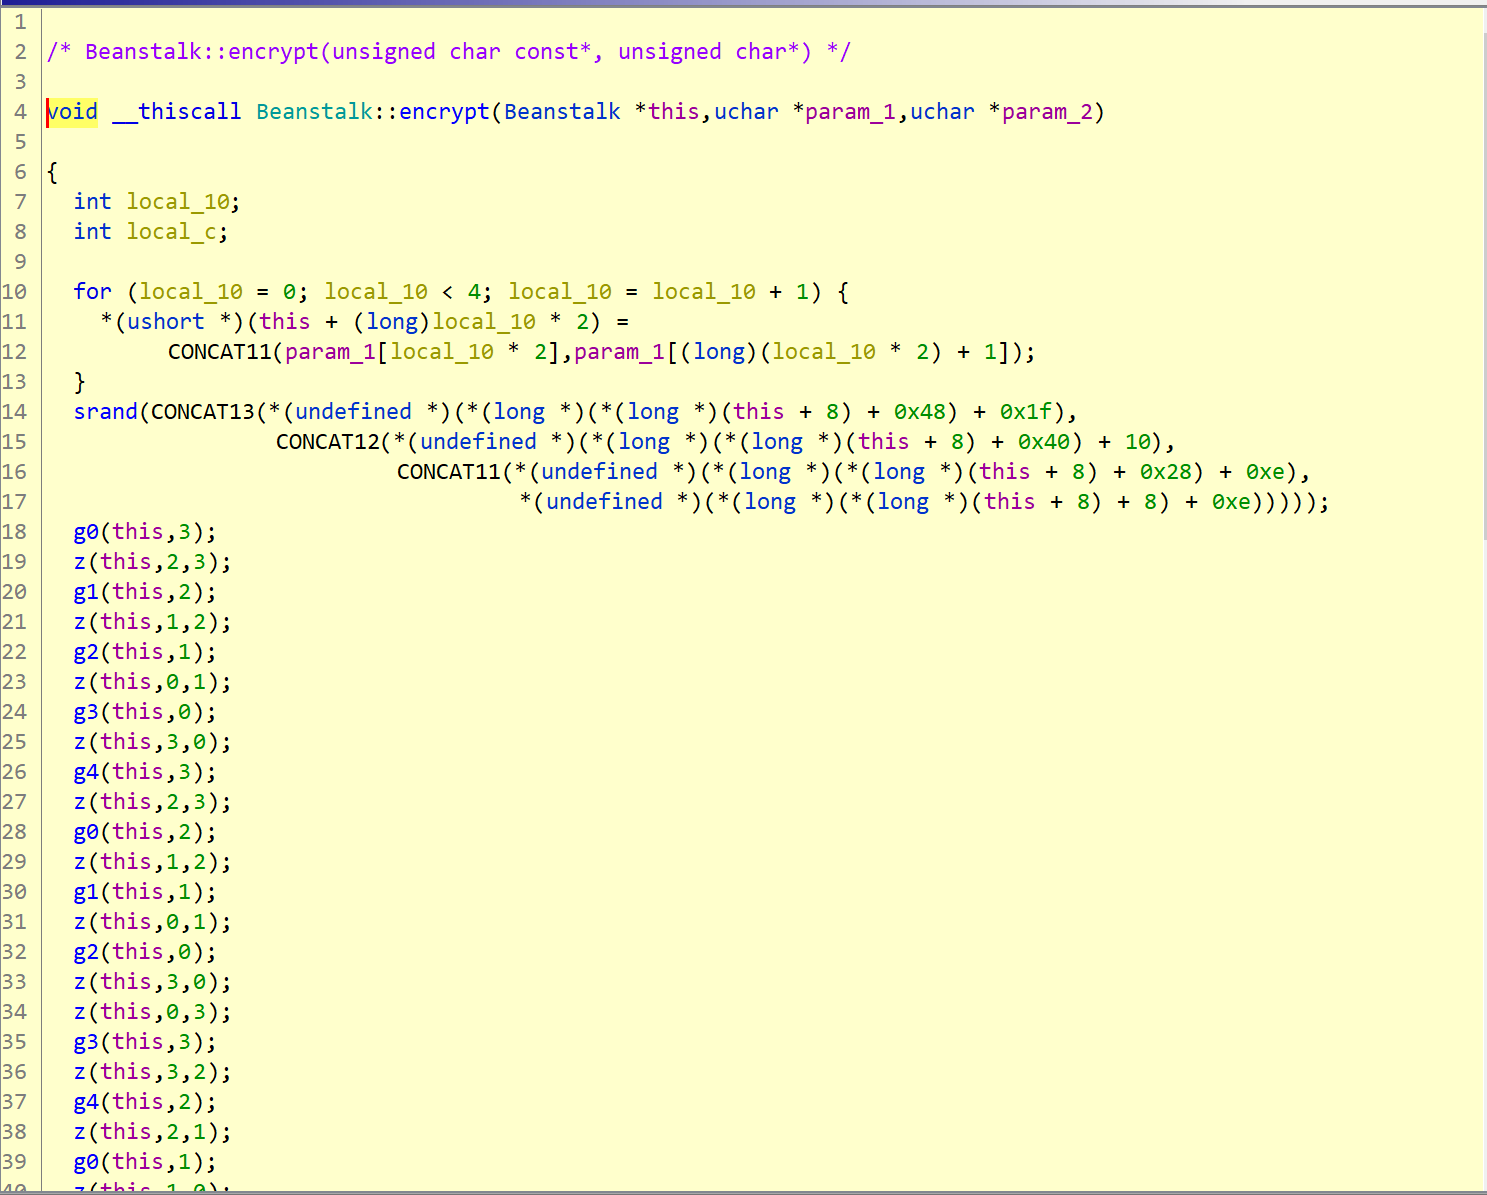 1
2 /* Beanstalk::encrypt(unsigned char const*, unsigned char*) */
3
4 void __thiscall Beanstalk::encrypt(Beanstalk *this,uchar *param_1,uchar *param_2)
5
6 {
7   int local_10;
8   int local_c;
9
10   for (local_10 = 0; local_10 < 4; local_10 = local_10 + 1) {
11     *(ushort *)(this + (long)local_10 * 2) =
12          CONCAT11(param_1[local_10 * 2],param_1[(long)(local_10 * 2) + 1]);
13   }
14   srand(CONCAT13(*(undefined *)(*(long *)(*(long *)(this + 8) + 0x48) + 0x1f),
15                  CONCAT12(*(undefined *)(*(long *)(*(long *)(this + 8) + 0x40) + 10),
16                           CONCAT11(*(undefined *)(*(long *)(*(long *)(this + 8) + 0x28) + 0xe),
17                                    *(undefined *)(*(long *)(*(long *)(this + 8) + 8) + 0xe)))));
18   g0(this,3);
19   z(this,2,3);
20   g1(this,2);
21   z(this,1,2);
22   g2(this,1);
23   z(this,0,1);
24   g3(this,0);
25   z(this,3,0);
26   g4(this,3);
27   z(this,2,3);
28   g0(this,2);
29   z(this,1,2);
30   g1(this,1);
31   z(this,0,1);
32   g2(this,0);
33   z(this,3,0);
34   z(this,0,3);
35   g3(this,3);
36   z(this,3,2);
37   g4(this,2);
38   z(this,2,1);
39   g0(this,1);
40   z(this,1,0);